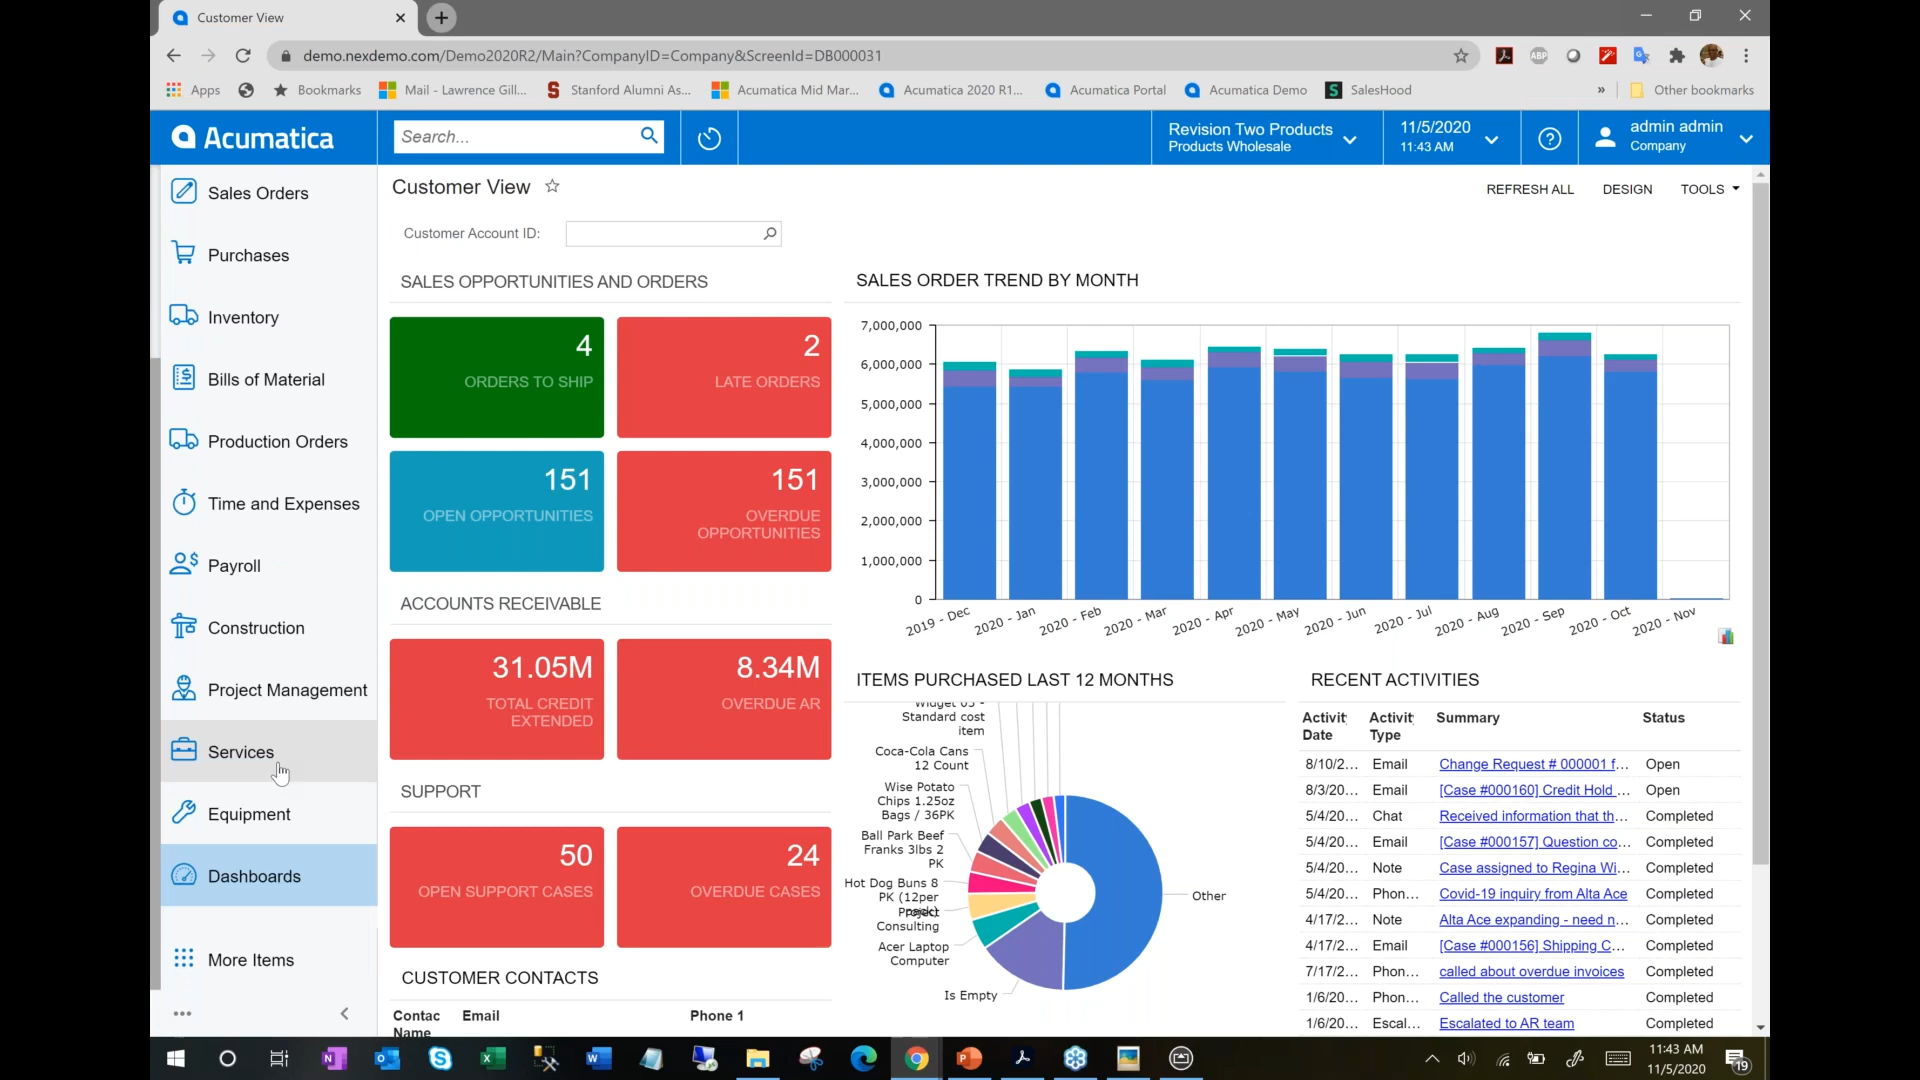 Customer View
demo.nexdemo.com/Demo2020R2/Main?CompanyID=Company&ScreenId=DB000031
ABP
Apps
Bookmarks
Mail - Lawrence Gill...
Stanford Alumni As...
Acumatica Mid Mar...
Acumatica 2020 R1...
Acumatica Portal
Acumatica Demo
SalesHood
»
Other bookmarks
Acumatica
Search...
Revision Two Products
Products Wholesale
11/5/2020
11:43 AM
admin admin
Company
Sales Orders
Purchases
Inventory
Bills of Material
Production Orders
Time and Expenses
Payroll
Construction
Project Management
Services
Equipment
Dashboards
More Items
Customer View
REFRESH ALL
DESIGN
TOOLS
Customer Account ID:
SALES OPPORTUNITIES AND ORDERS
4
ORDERS TO SHIP
2
LATE ORDERS
151
OPEN OPPORTUNITIES
151
OVERDUE
OPPORTUNITIES
ACCOUNTS RECEIVABLE
31.05M
TOTAL CREDIT
EXTENDED
8.34M
OVERDUE AR
SUPPORT
50
OPEN SUPPORT CASES
24
OVERDUE CASES
CUSTOMER CONTACTS
Contac
Name
Email
Phone 1
SALES ORDER TREND BY MONTH
7,000,000
6,000,000
5,000,000
4,000,000
3,000,000
2,000,000
1,000,000
0
2019 - Dec
2020 - Jan
2020 - Feb
2020 - Mar
2020 - Apr
2020 - May
2020 - Jun
2020 - Jul
2020 - Aug
2020 - Sep
2020 - Oct
2020 - Nov
ITEMS PURCHASED LAST 12 MONTHS
Widget 03 -
Standard cost
item
Coca-Cola Cans
12 Count
Wise Potato
Chips 1.25oz
Bags / 36PK
Ball Park Beef
Franks 3lbs 2
PK
Hot Dog Buns 8
PK (12per
pack)
Project
Consulting
Acer Laptop
Computer
Is Empty
Other
RECENT ACTIVITIES
Activit
Date
Activit
Type
Summary
Status
8/10/2... Email Change Request # 000001 f... Open
8/3/20... Email [Case #000160] Credit Hold ... Open
5/4/20... Chat Received information that th... Completed
5/4/20... Email [Case #000157] Question co... Completed
5/4/20... Note Case assigned to Regina Wi... Completed
5/4/20... Phon... Covid-19 inquiry from Alta Ace Completed
4/17/2... Note Alta Ace expanding - need n... Completed
4/17/2... Email [Case #000156] Shipping C... Completed
7/17/2... Phon... called about overdue invoices Completed
1/6/20... Phon... Called the customer Completed
1/6/20... Escal... Escalated to AR team Completed
11:43 AM
11/5/2020
19